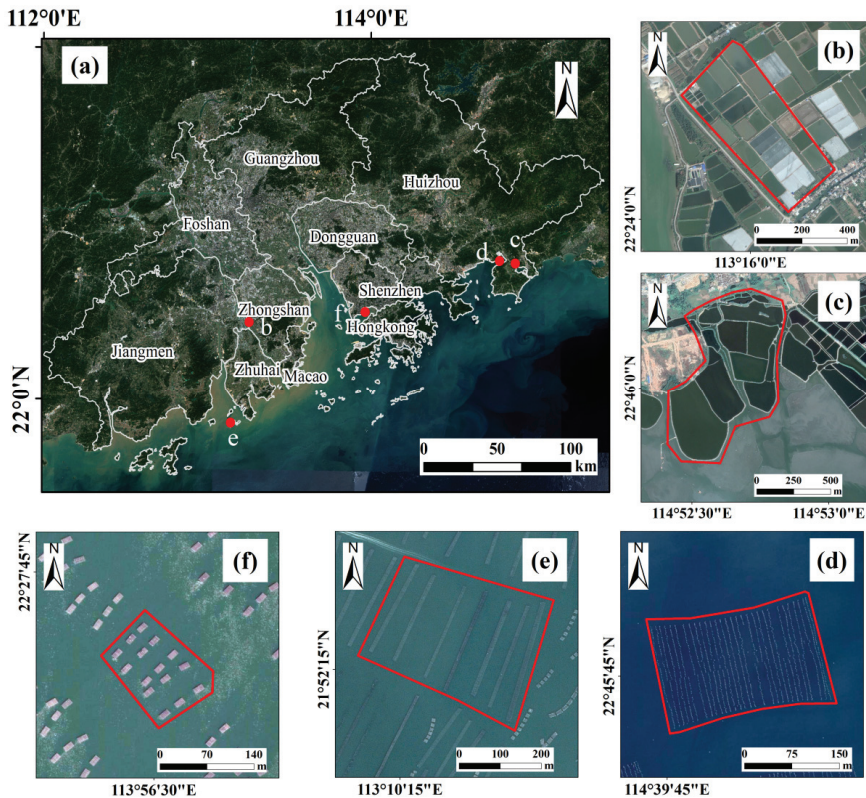 112°0'E
114°0'E
(a)
N
Guangzhou
Huizhou
Foshan
Dongguan
d
c
Shenzhen
f
Zhongshan
b
Hongkong
Jiangmen
Zhuhai
Macao
e
22°0'N
0 50 100
km
(b)
N
22°24'0"N
0 200 400
m
113°16'0"E
(c)
N
22°46'0"N
0 250 500
m
114°52'30"E
114°53'0"E
(f)
N
22°27'45"N
0 70 140
m
113°56'30"E
(e)
N
21°52'15"N
0 100 200
m
113°10'15"E
(d)
N
22°45'45"N
0 75 150
m
114°39'45"E